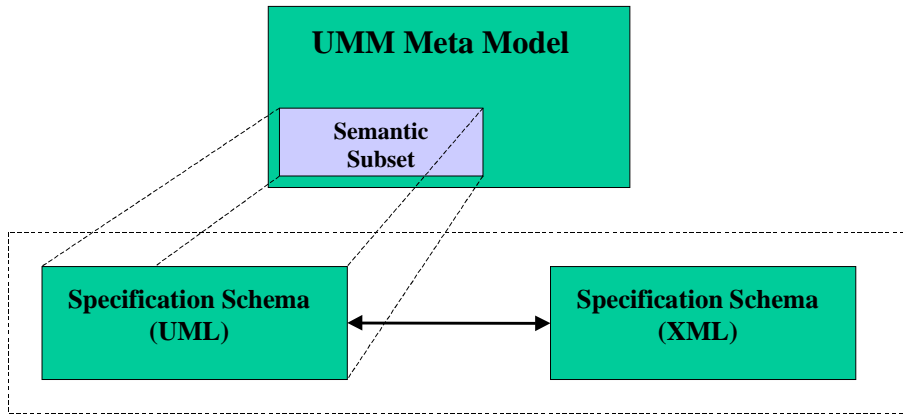 UMM Meta Model
Semantic
Subset
Specification Schema
(UML)
Specification Schema
(XML)